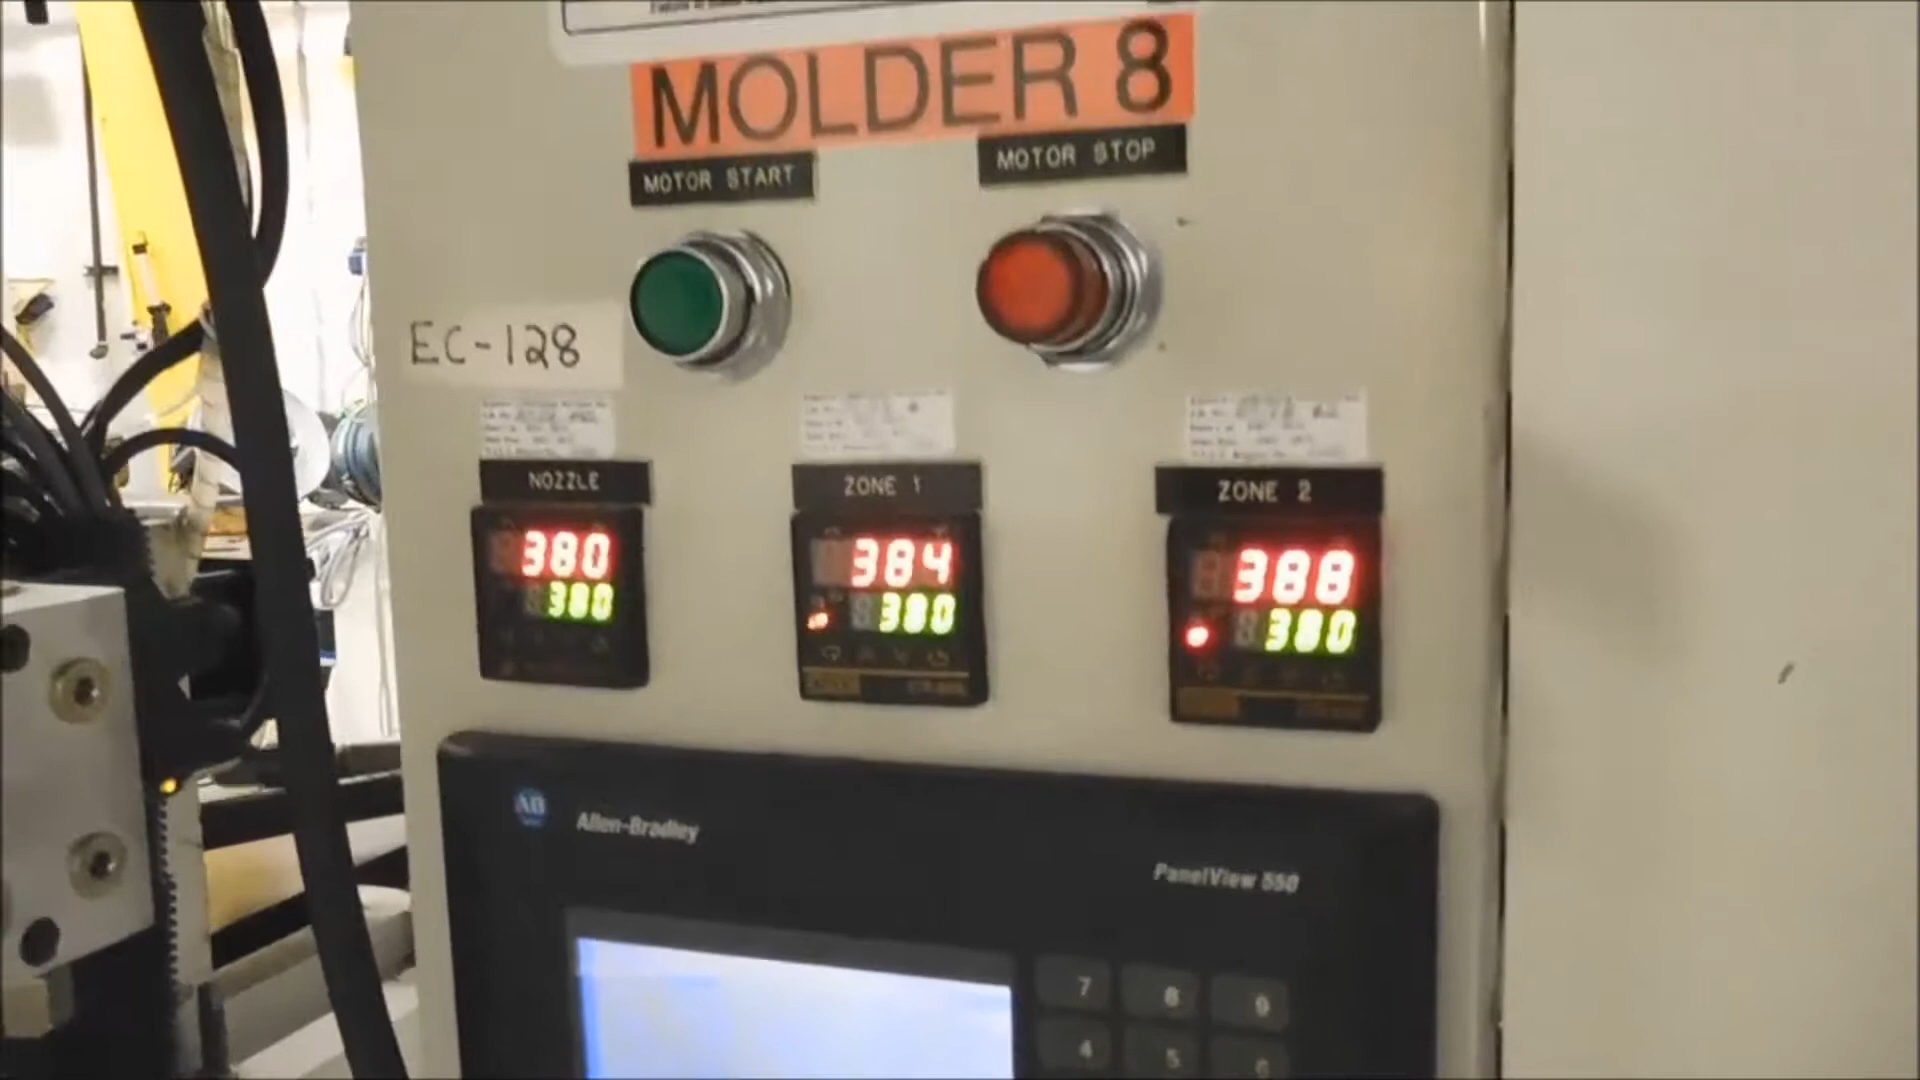 MOLDER 8
MOTOR START
MOTOR STOP
EC-128
NOZZLE
ZONE 1
ZONE 2
380
380
384
380
388
380
AB
Allen-Bradley
PanelView 550
7 8 9
4 5 6